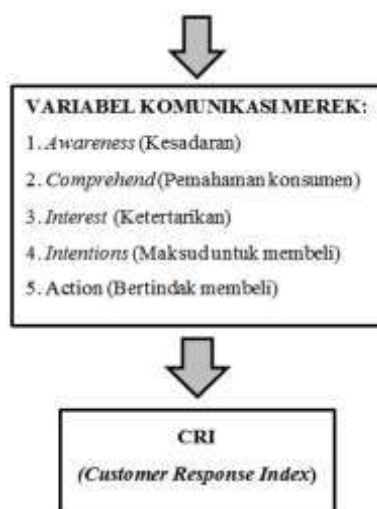 VARIABEL KOMUNIKASI MEREK:
1. Awareness (Kesadaran)
2. Comprehend (Pemahaman konsumen)
3. Interest (Ketertarikan)
4. Intentions (Maksud untuk membeli)
5. Action (Bertindak membeli)
CRI
(Customer Response Index)